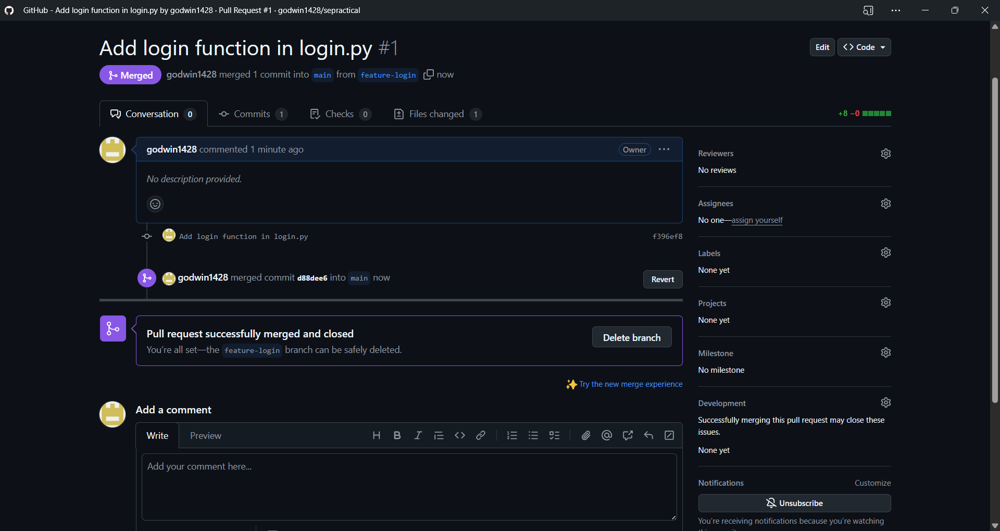 GitHub - Add login function in login.py by godwin1428 · Pull Request #1 · godwin1428/sepractical
Add login function in login.py #1
Edit
<> Code
Merged
godwin1428 merged 1 commit into main from feature-login now
Conversation 0
Commits 1
Checks 0
Files changed 1
+8 −0
godwin1428 commented 1 minute ago
Owner
No description provided.
Add login function in login.py
f396ef8
godwin1428 merged commit d88dee6 into main now
Revert
Pull request successfully merged and closed
You're all set—the feature-login branch can be safely deleted.
Delete branch
Try the new merge experience
Add a comment
Write
Preview
Add your comment here...
Reviewers
No reviews
Assignees
No one—assign yourself
Labels
None yet
Projects
None yet
Milestone
No milestone
Development
Successfully merging this pull request may close these
issues.
None yet
Notifications
Customize
Unsubscribe
You're receiving notifications because you're watching